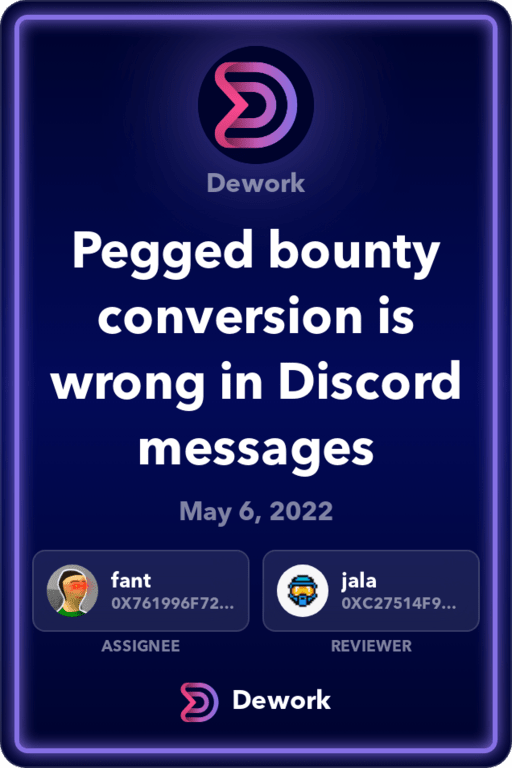 Dework
Pegged bounty
conversion is
wrong in Discord
messages
May 6, 2022
fant
0X761996F72...
ASSIGNEE
jala
0XC27514F9...
REVIEWER
Dework